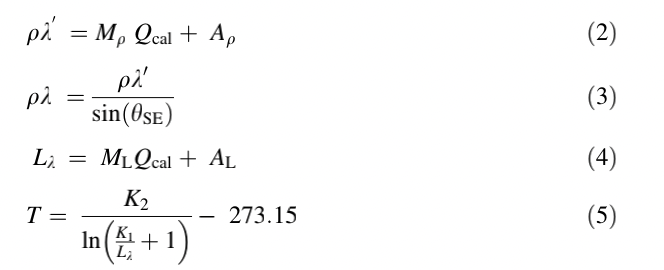 ρλ′ = M_ρ Q_cal + A_ρ (2)
ρλ = ρλ′ / sin(θ_SE) (3)
L_λ = M_L Q_cal + A_L (4)
T = K_2 / ln(K_1 / L_λ + 1) − 273.15 (5)